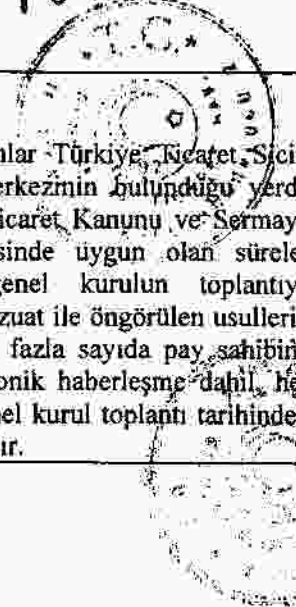 nlar Türkiye Ticaret Sici
erkezinin bulunduğu yerd
icaret Kanunu ve Sermay
sinde uygun olan sürele
genel kurulun toplantıy
zuat ile öngörülen usulleri
fazla sayıda pay sahibin
onik haberleşme dahil, he
nel kurul toplantı tarihinde
ır.